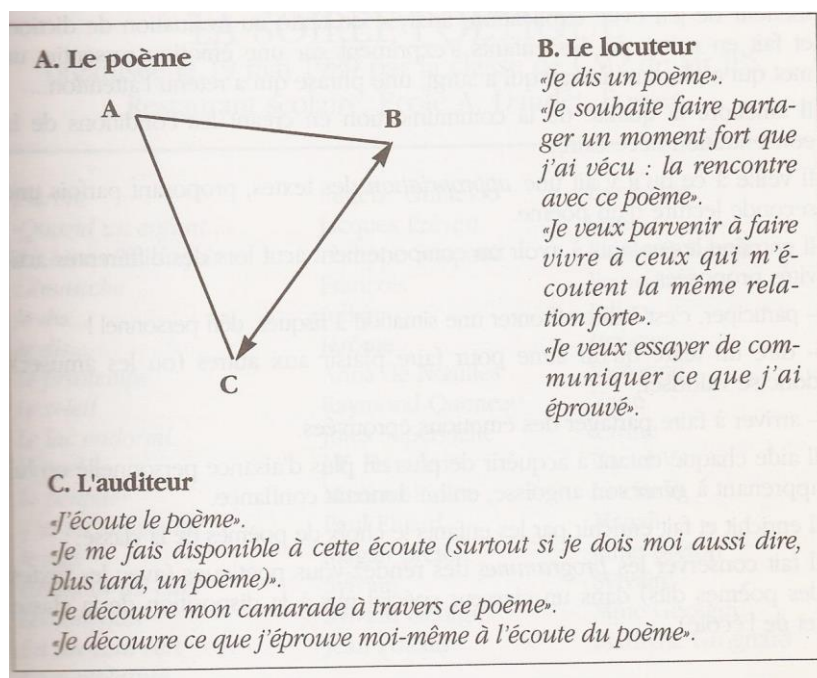 A. Le poème
A
B
C
B. Le locuteur
«Je dis un poème».
«Je souhaite faire parta-
ger un moment fort que
j'ai vécu : la rencontre
avec ce poème».
«Je veux parvenir à faire
vivre à ceux qui m'é-
coutent la même rela-
tion forte».
«Je veux essayer de com-
muniquer ce que j'ai
éprouvé».
C. L'auditeur
«J'écoute le poème».
«Je me fais disponible à cette écoute (surtout si je dois moi aussi dire,
plus tard, un poème)».
«Je découvre mon camarade à travers ce poème».
«Je découvre ce que j'éprouve moi-même à l'écoute du poème».